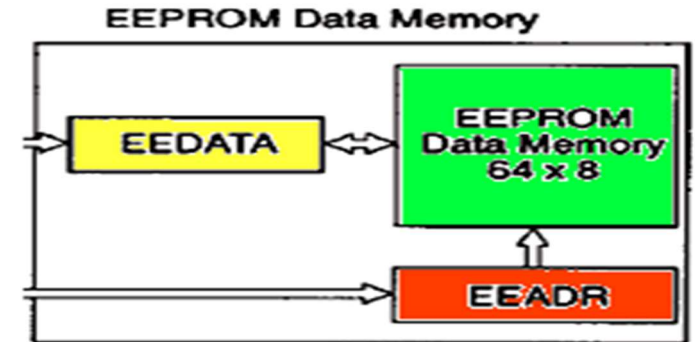 EEPROM Data Memory
EEDATA
EEPROM
Data Memory
64 x 8
EEADR